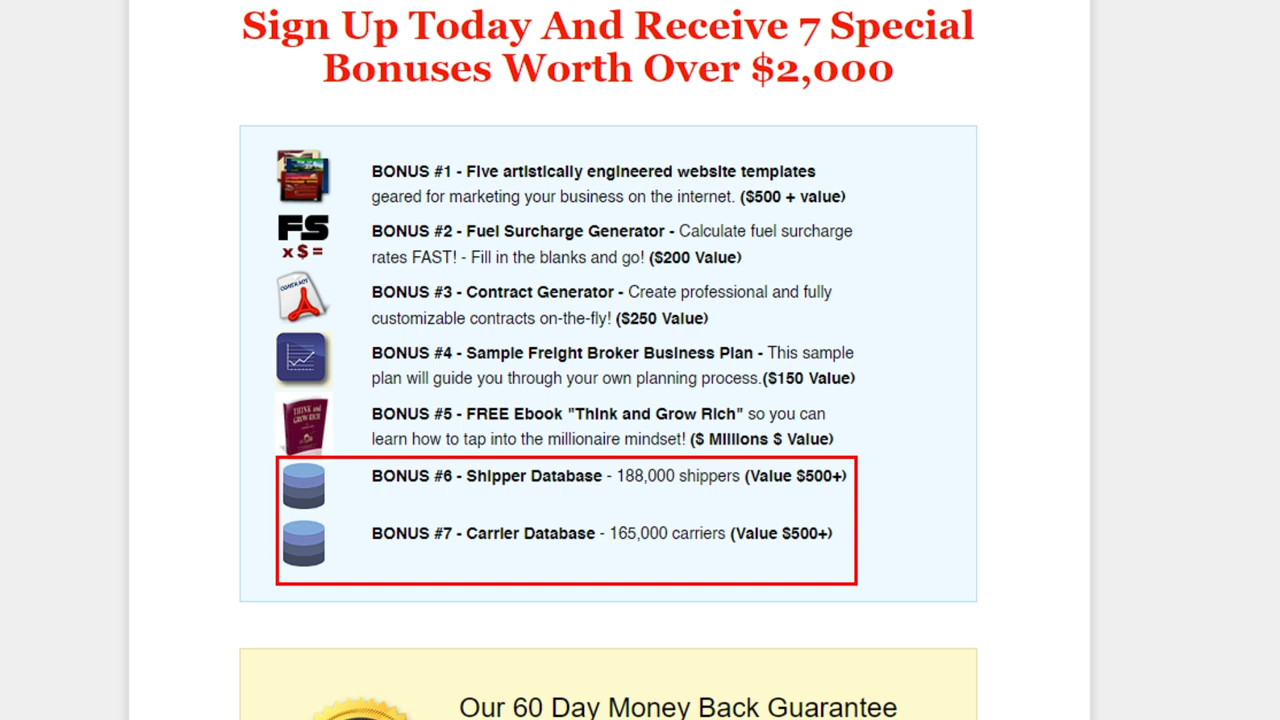 Sign Up Today And Receive 7 Special
Bonuses Worth Over $2,000
BONUS #1 - Five artistically engineered website templates
geared for marketing your business on the internet. ($500 + value)
FS
x $ =
BONUS #2 - Fuel Surcharge Generator - Calculate fuel surcharge
rates FAST! - Fill in the blanks and go! ($200 Value)
CONTRACT
BONUS #3 - Contract Generator - Create professional and fully
customizable contracts on-the-fly! ($250 Value)
BONUS #4 - Sample Freight Broker Business Plan - This sample
plan will guide you through your own planning process.($150 Value)
THINK and
GROW RICH
BONUS #5 - FREE Ebook "Think and Grow Rich" so you can
learn how to tap into the millionaire mindset! ($ Millions $ Value)
BONUS #6 - Shipper Database - 188,000 shippers (Value $500+)
BONUS #7 - Carrier Database - 165,000 carriers (Value $500+)
Our 60 Day Money Back Guarantee